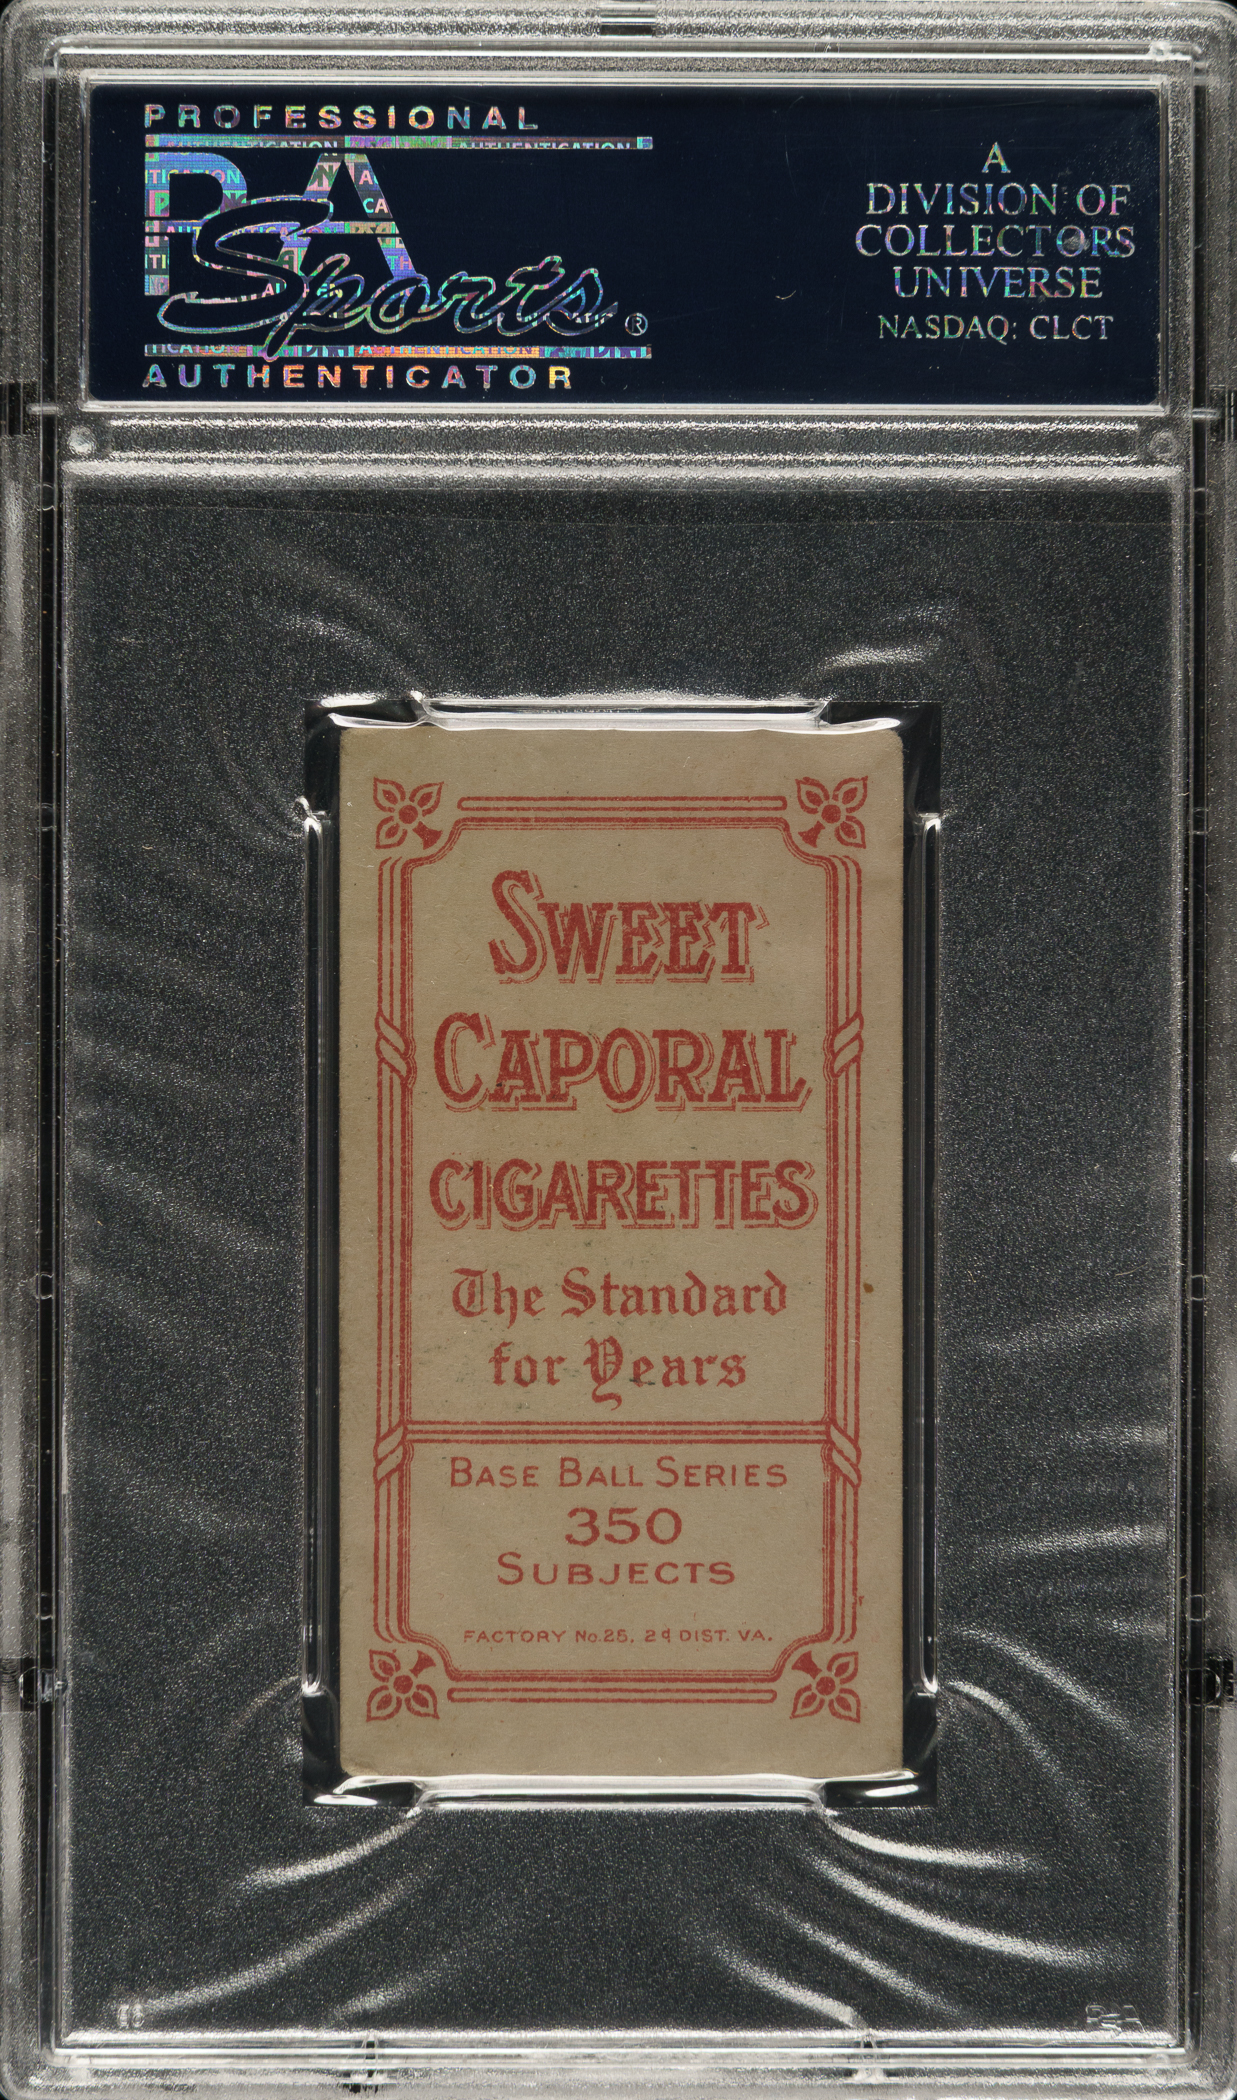 PROFESSIONAL
PSA
Sports ®
AUTHENTICATOR
A
DIVISION OF
COLLECTORS
UNIVERSE
NASDAQ: CLCT
SWEET
CAPORAL
CIGARETTES
The Standard
for Years
BASE BALL SERIES
350
SUBJECTS
FACTORY No.25, 2d DIST. VA.
PSA